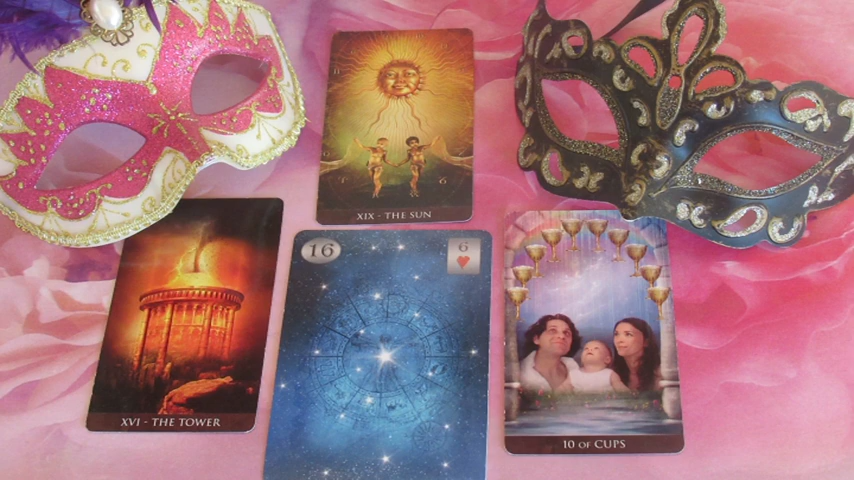 XIX - THE SUN
16
6
XVI - THE TOWER
10 OF CUPS